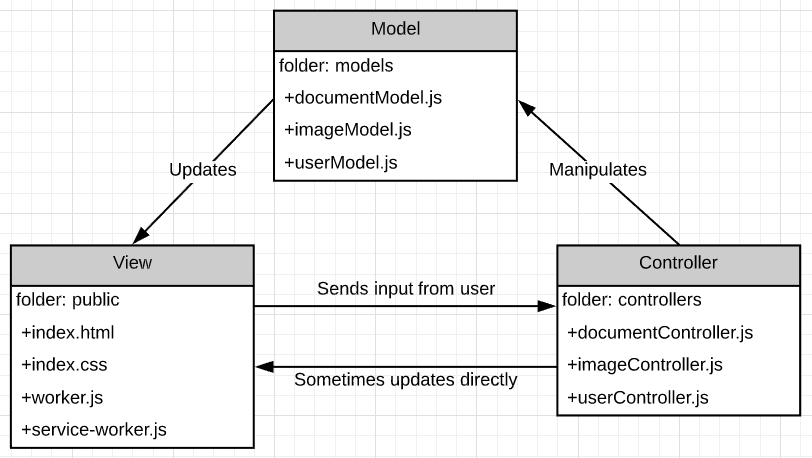 Model
folder: models
+documentModel.js
+imageModel.js
+userModel.js
Updates
Manipulates
View
folder: public
+index.html
+index.css
+worker.js
+service-worker.js
Sends input from user
Sometimes updates directly
Controller
folder: controllers
+documentController.js
+imageController.js
+userController.js